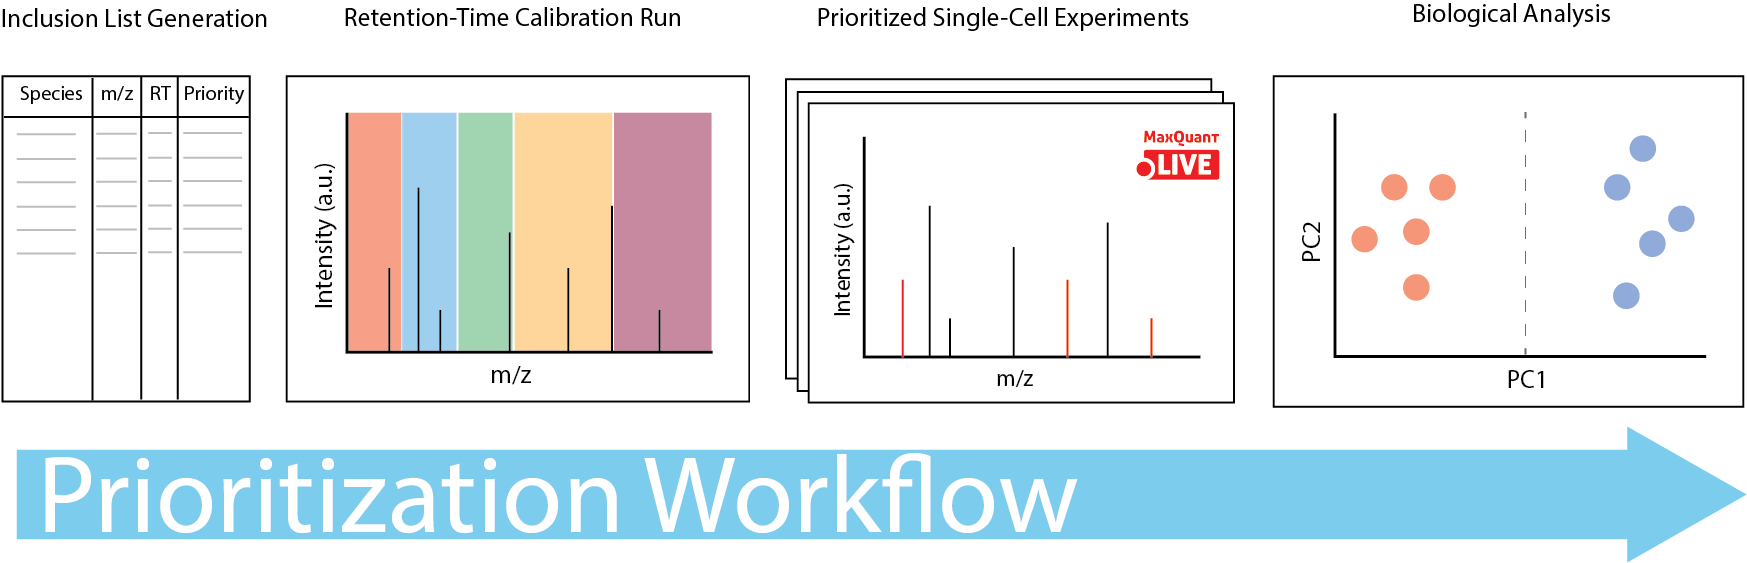 Inclusion List Generation
Retention-Time Calibration Run
Prioritized Single-Cell Experiments
Biological Analysis
Species m/z RT Priority
Intensity (a.u.)
m/z
MaxQuant
LIVE
Intensity (a.u.)
m/z
PC2
PC1
Prioritization Workflow